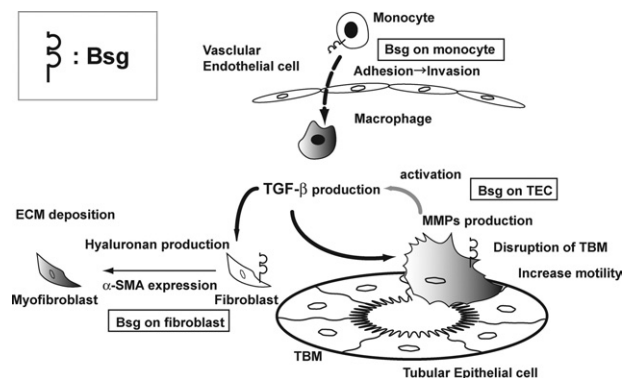 : Bsg
Monocyte
Bsg on monocyte
Vasclular
Endothelial cell
Adhesion→Invasion
Macrophage
activation
TGF-β production
Bsg on TEC
ECM deposition
MMPs production
Hyaluronan production
Disruption of TBM
Increase motility
α-SMA expression
Myofibroblast
Fibroblast
Bsg on fibroblast
TBM
Tubular Epithelial cell